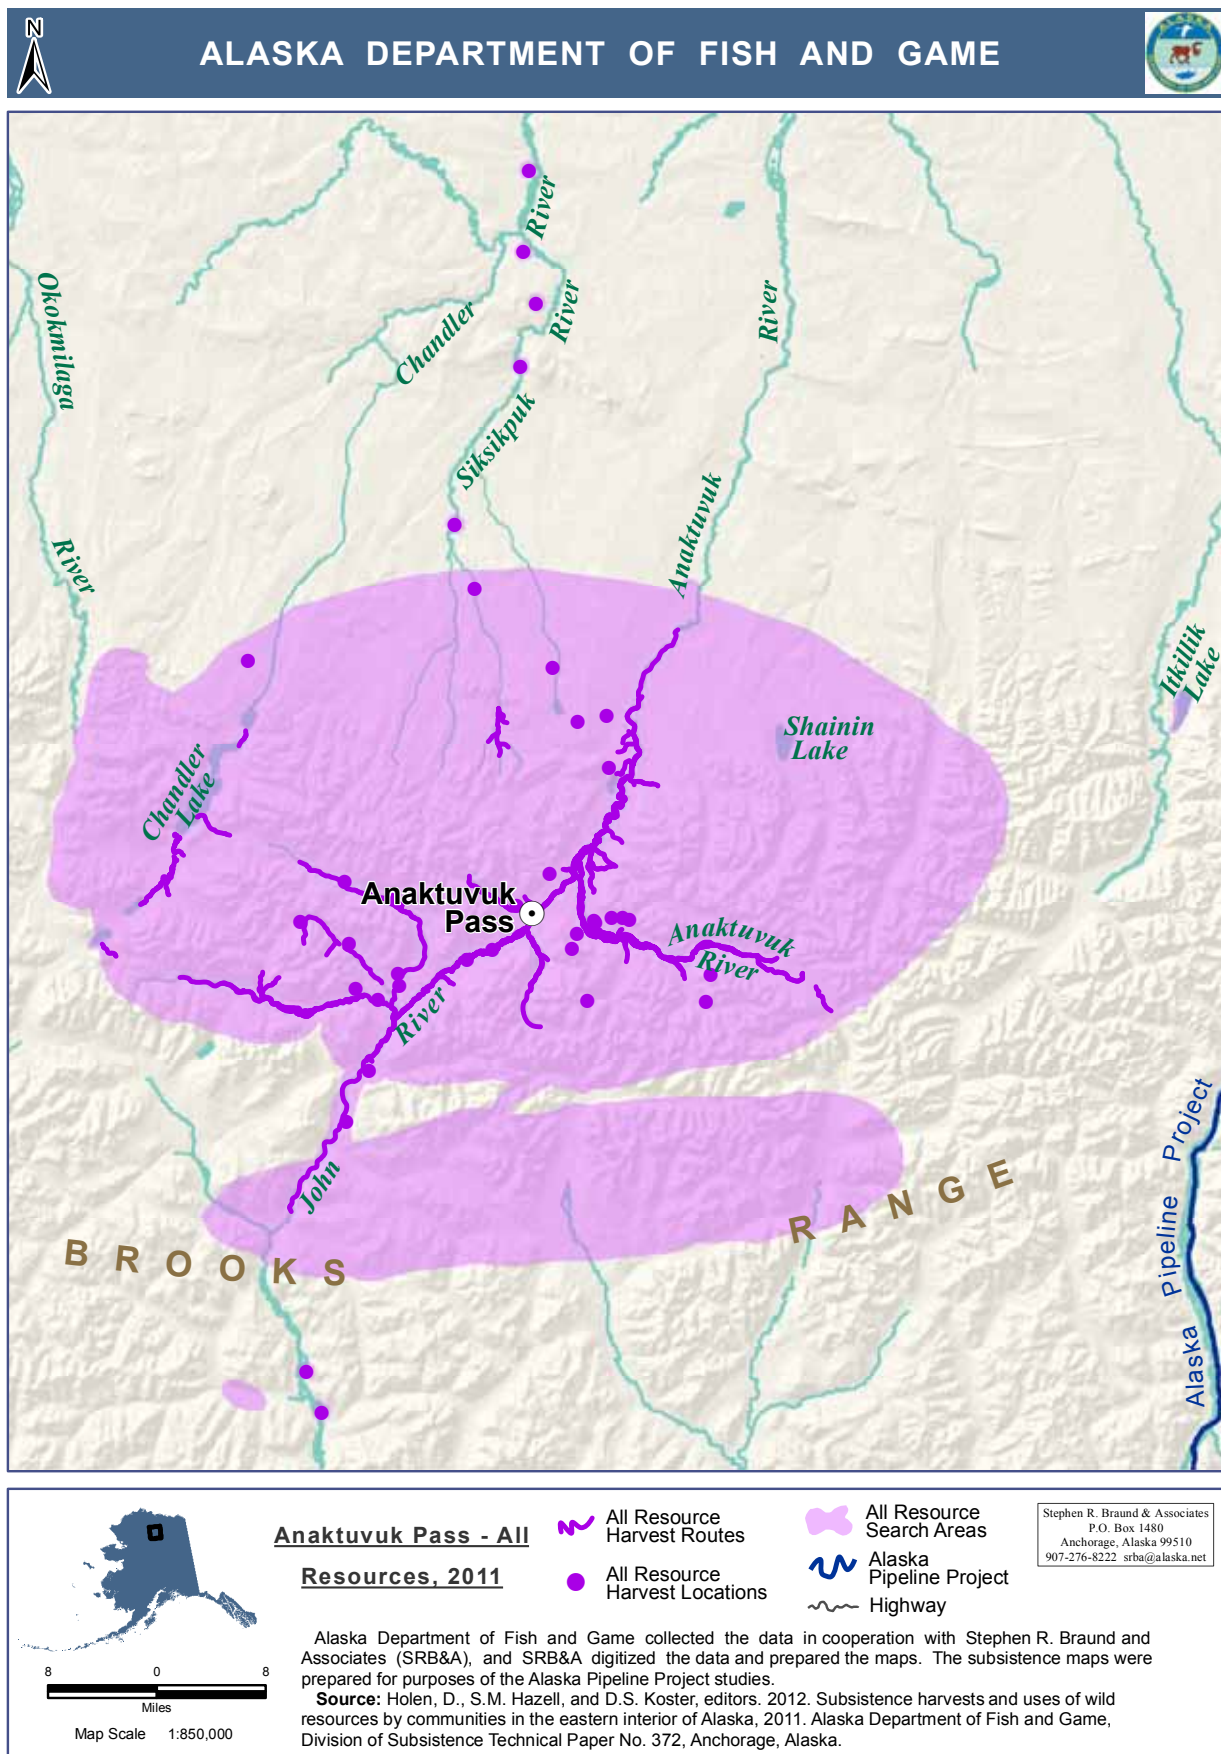 N
ALASKA DEPARTMENT OF FISH AND GAME
ALASKA
River
River
Chandler
Okokmilaga
River
River
Siksikpuk
Anaktuvuk
Itkillik
Lake
Shainin
Lake
Chandler
Lake
Anaktuvuk
Pass
Anaktuvuk
River
River
John
BROOKS
RANGE
Alaska Pipeline Project
Anaktuvuk Pass - All
Resources, 2011
All Resource
Harvest Routes
All Resource
Harvest Locations
All Resource
Search Areas
Alaska
Pipeline Project
Highway
Stephen R. Braund & Associates
P.O. Box 1480
Anchorage, Alaska 99510
907-276-8222 srba@alaska.net
8 0 8
Miles
Map Scale 1:850,000
Alaska Department of Fish and Game collected the data in cooperation with Stephen R. Braund and
Associates (SRB&A), and SRB&A digitized the data and prepared the maps. The subsistence maps were
prepared for purposes of the Alaska Pipeline Project studies.
Source: Holen, D., S.M. Hazell, and D.S. Koster, editors. 2012. Subsistence harvests and uses of wild
resources by communities in the eastern interior of Alaska, 2011. Alaska Department of Fish and Game,
Division of Subsistence Technical Paper No. 372, Anchorage, Alaska.